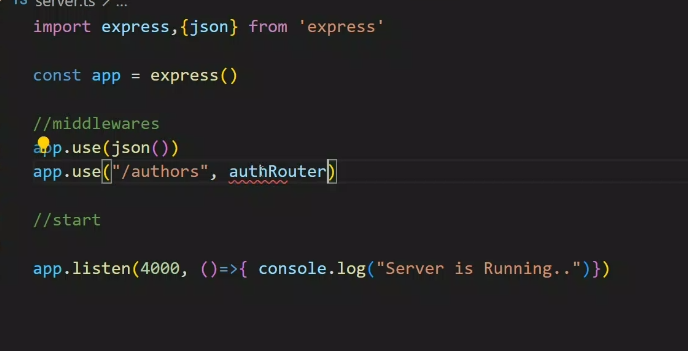 TS server.ts > ...
import express,{json} from 'express'
const app = express()
//middlewares
app.use(json())
app.use("/authors", authRouter)
//start
app.listen(4000, ()=>{ console.log("Server is Running..")})